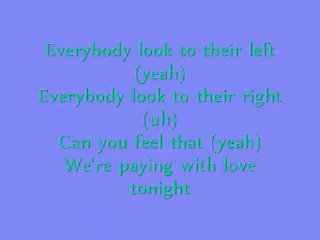 Everybody look to their left
(yeah)
Everybody look to their right
(uh)
Can you feel that (yeah)
We're paying with love
tonight